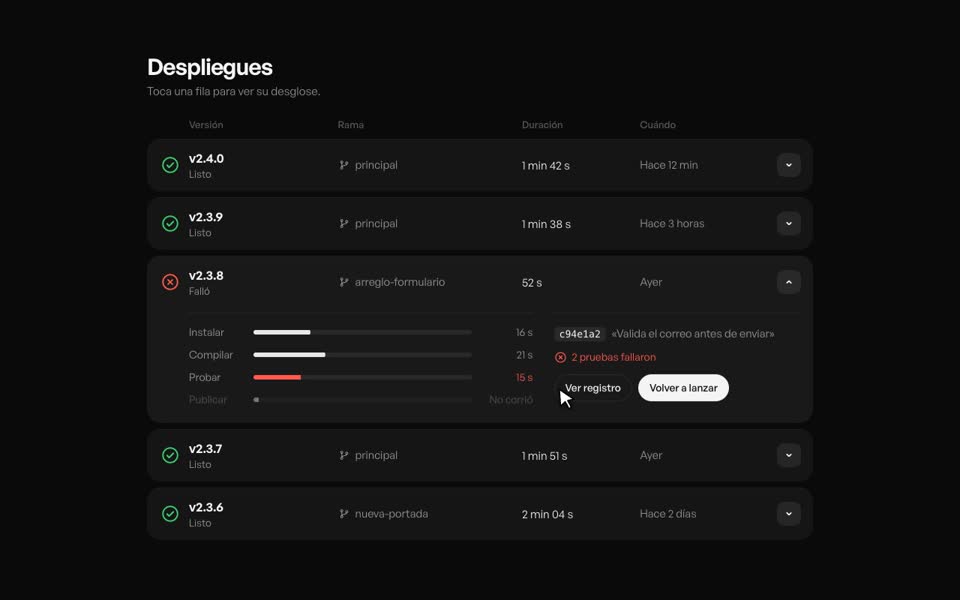 Despliegues
Toca una fila para ver su desglose.
Versión Rama Duración Cuándo
v2.4.0 principal 1 min 42 s Hace 12 min
Listo
v2.3.9 principal 1 min 38 s Hace 3 horas
Listo
v2.3.8 arreglo-formulario 52 s Ayer
Falló
Instalar 16 s
Compilar 21 s
Probar 15 s
Publicar No corrió
c94e1a2 «Valida el correo antes de enviar»
2 pruebas fallaron
Ver registro Volver a lanzar
v2.3.7 principal 1 min 51 s Ayer
Listo
v2.3.6 nueva-portada 2 min 04 s Hace 2 días
Listo